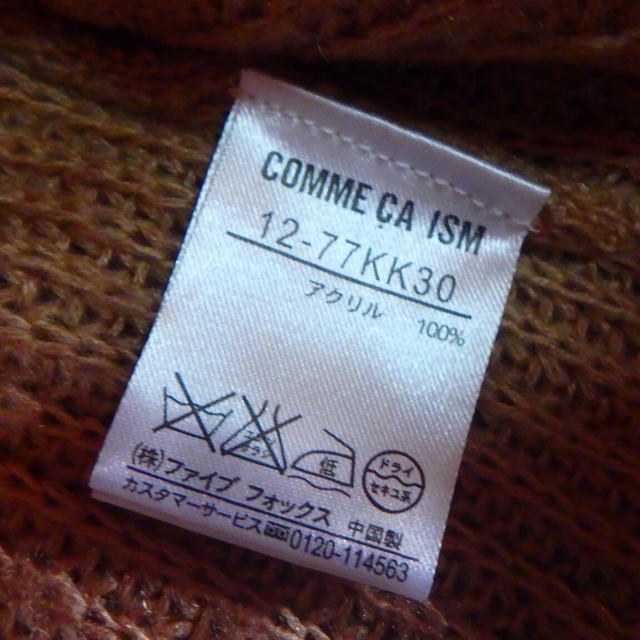 COMME ÇA ISM
12-77KK30
アクリル 100%
低
ドライ
セキユ系
(株)ファイブ フォックス 中国製
カスタマーサービス 0120-114563